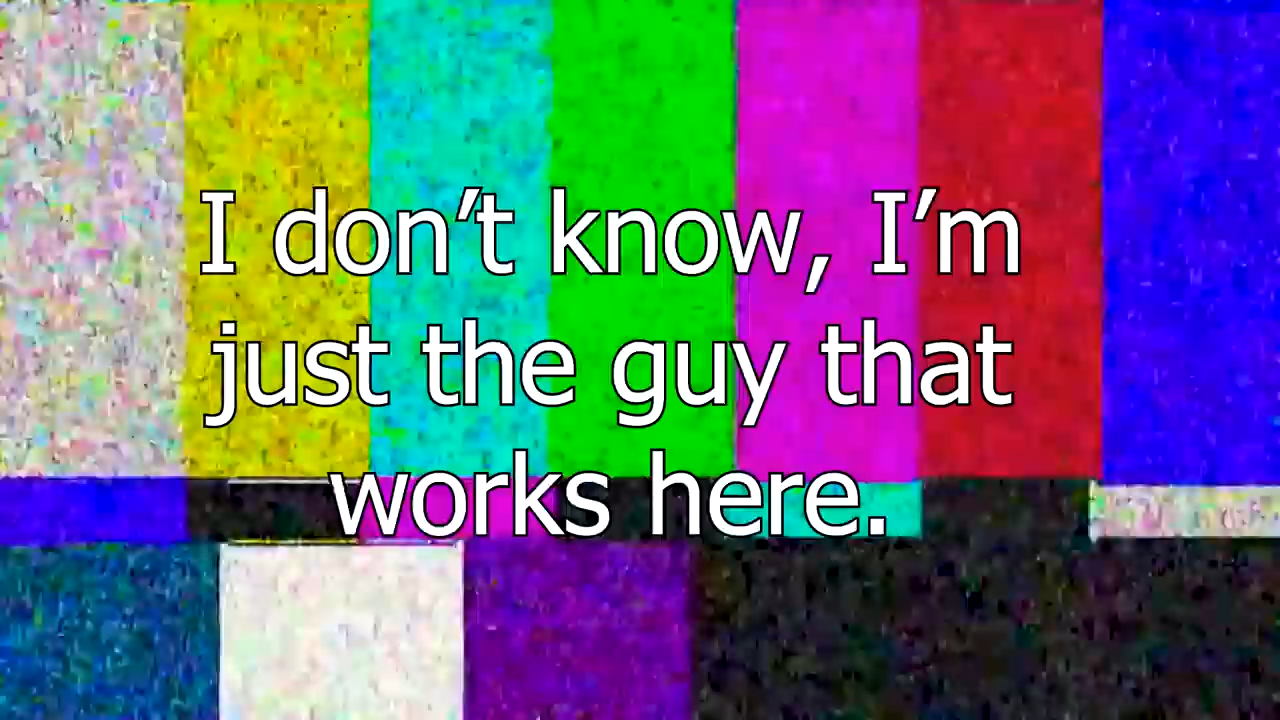 I don’t know, I’m
just the guy that
works here.